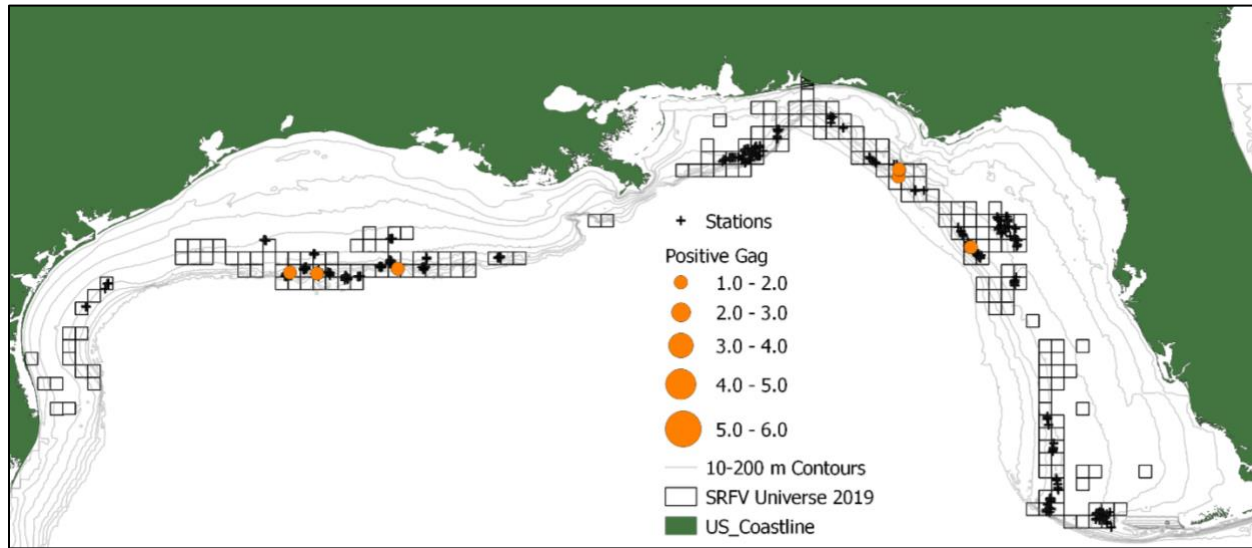 Stations
Positive Gag
1.0 - 2.0
2.0 - 3.0
3.0 - 4.0
4.0 - 5.0
5.0 - 6.0
10-200 m Contours
SRFV Universe 2019
US_Coastline